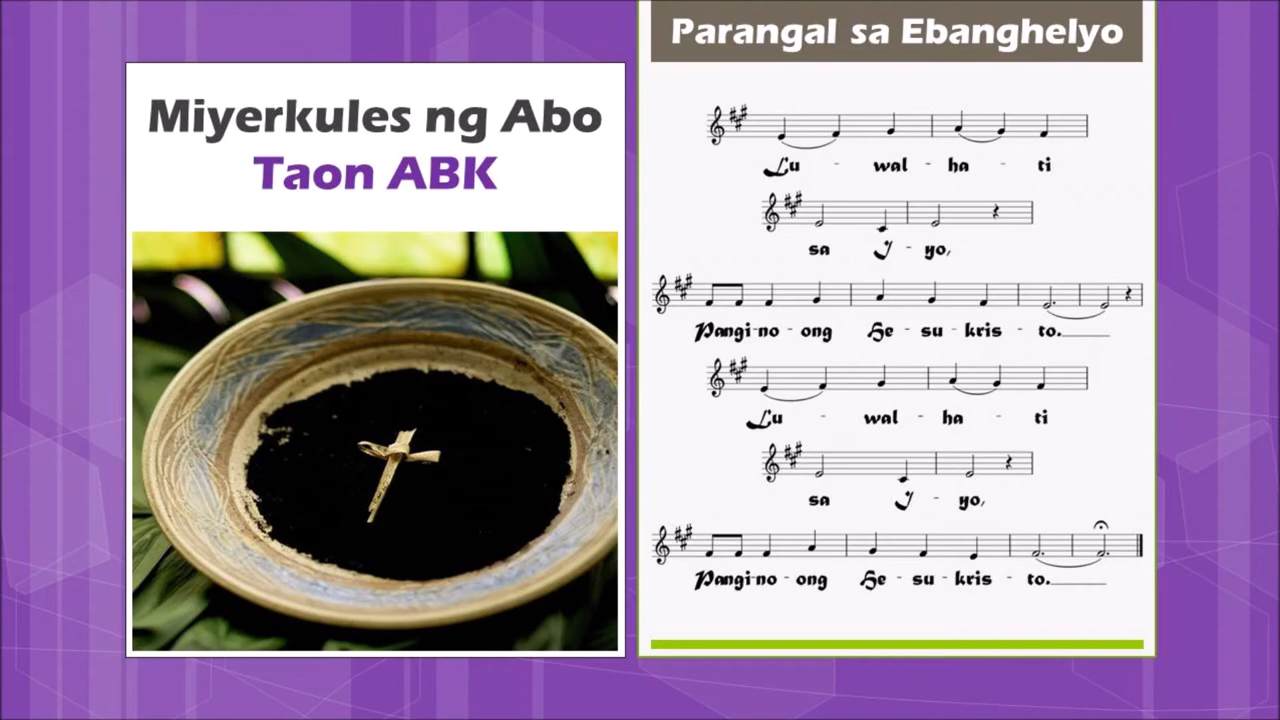 Miyerkules ng Abo
Taon ABK
Parangal sa Ebanghelyo
Lu - wal - ha - ti
sa I - yo,
Pangi-no - ong He - su - kris - to.
Lu - wal - ha - ti
sa I - yo,
Pangi-no - ong He - su - kris - to.